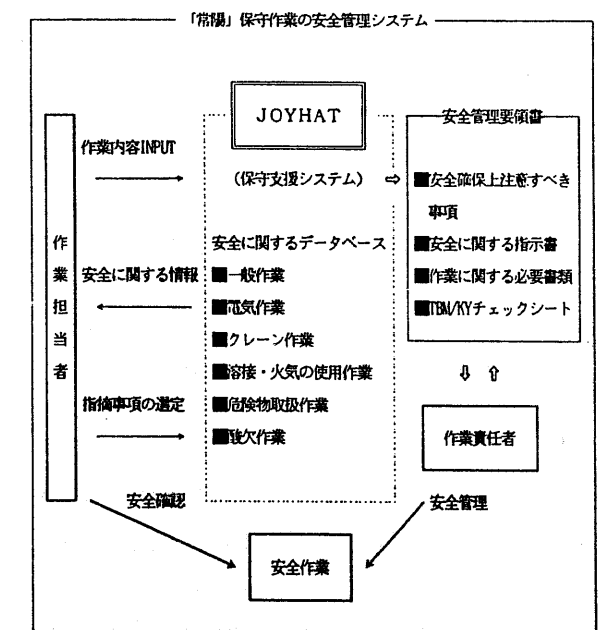 「常陽」保守作業の安全管理システム
JOYHAT
(保守支援システム)
作業内容INPUT
作業担当者
安全に関する情報
指摘事項の選定
安全に関するデータベース
■一般作業
■電気作業
■クレーン作業
■溶接・火気の使用作業
■危険物取扱作業
■酸欠作業
⇨
安全管理要領書
■安全確保上注意すべき
事項
■安全に関する指示書
■作業に関する必要書類
■TBM/KYチェックシート
⇩ ⇧
作業責任者
安全確認
安全管理
安全作業